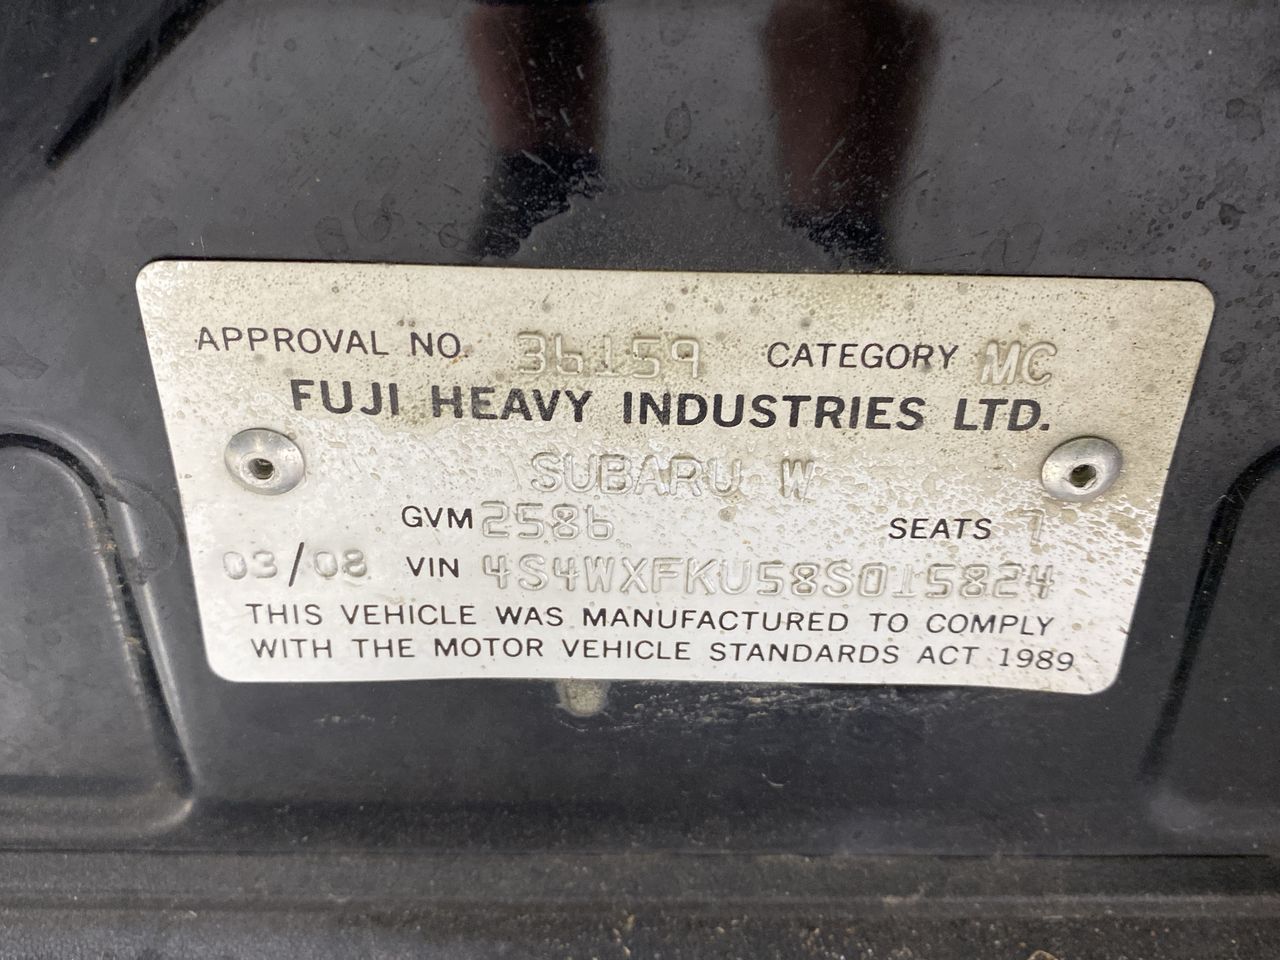 APPROVAL NO. 36159 CATEGORY MC
FUJI HEAVY INDUSTRIES LTD.
SUBARU W
GVM 2586 SEATS 7
03/08 VIN 4S4WXFKU58S015824
THIS VEHICLE WAS MANUFACTURED TO COMPLY
WITH THE MOTOR VEHICLE STANDARDS ACT 1989